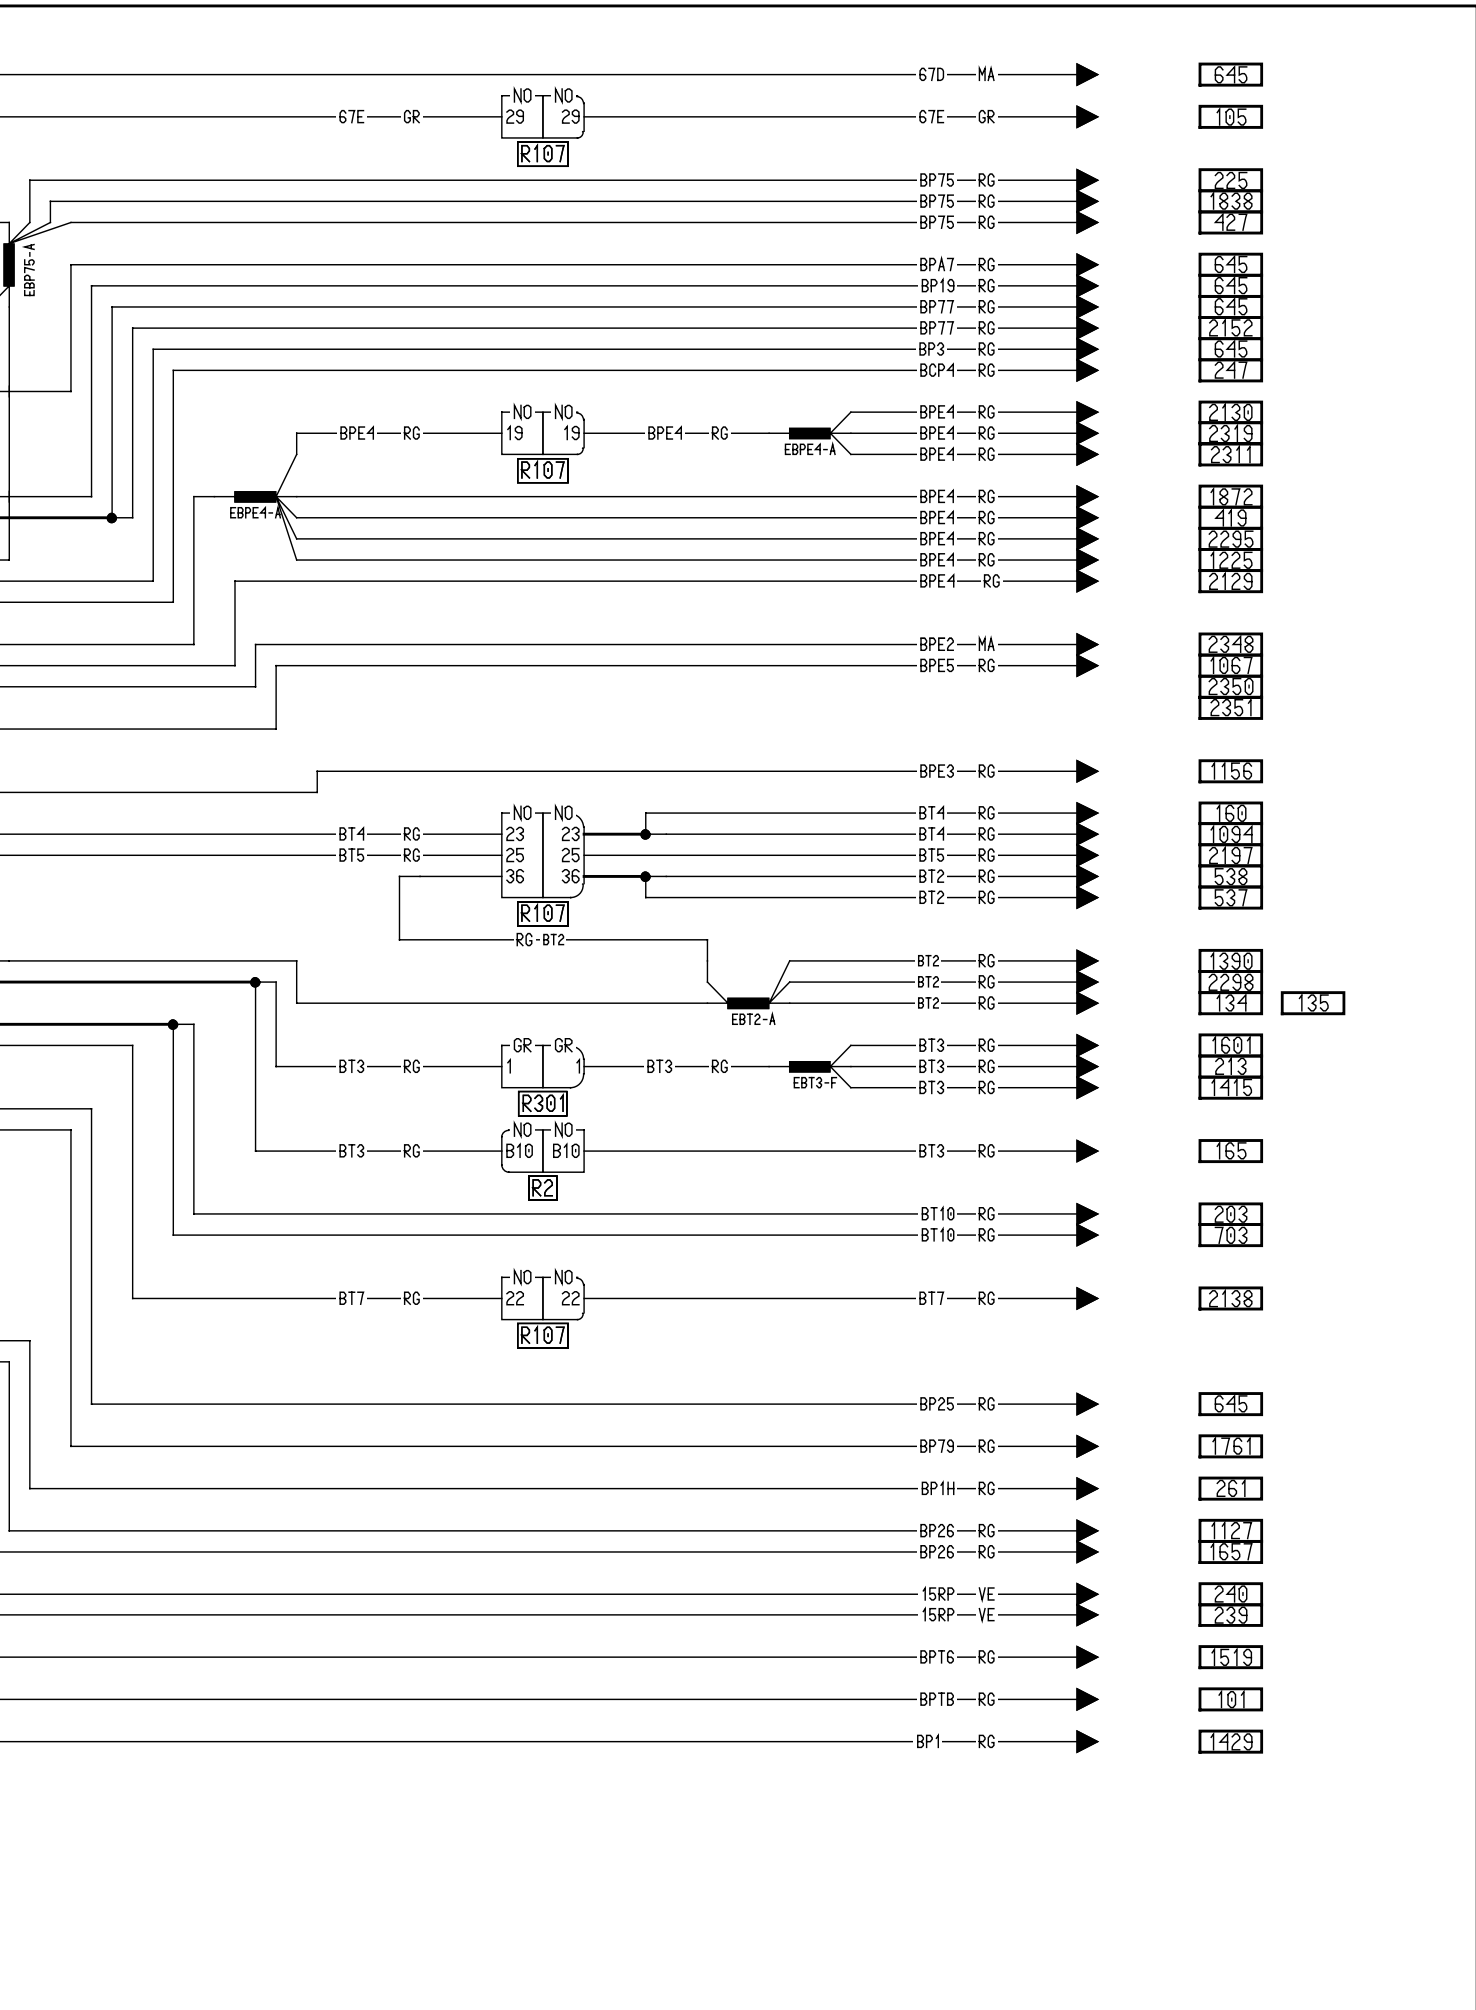 67D MA 645
NO NO
67E GR 29 29 67E GR 105
R107
BP75 RG 225
BP75 RG 1838
BP75 RG 427
EBP75-A
BPA7 RG 645
BP19 RG 645
BP77 RG 645
BP77 RG 2152
BP3 RG 645
BCP4 RG 247
NO NO BPE4 RG 2130
BPE4 RG 19 19 BPE4 RG BPE4 RG 2319
EBPE4-A BPE4 RG 2311
R107
BPE4 RG 1872
EBPE4-A BPE4 RG 419
BPE4 RG 2295
BPE4 RG 1225
BPE4 RG 2129
BPE2 MA 2348
BPE5 RG 1067
2350
2351
BPE3 RG 1156
NO NO BT4 RG 160
BT4 RG 23 23 BT4 RG 1094
BT5 RG 25 25 BT5 RG 2197
36 36 BT2 RG 538
BT2 RG 537
R107
RG-BT2
BT2 RG 1390
BT2 RG 2298
BT2 RG 134 135
EBT2-A
GR GR BT3 RG 1601
BT3 RG 1 1 BT3 RG BT3 RG 213
EBT3-F BT3 RG 1415
R301
NO NO
BT3 RG B10 B10 BT3 RG 165
R2
BT10 RG 203
BT10 RG 703
NO NO
BT7 RG 22 22 BT7 RG 2138
R107
BP25 RG 645
BP79 RG 1761
BP1H RG 261
BP26 RG 1127
BP26 RG 1657
15RP VE 240
15RP VE 239
BPT6 RG 1519
BPTB RG 101
BP1 RG 1429